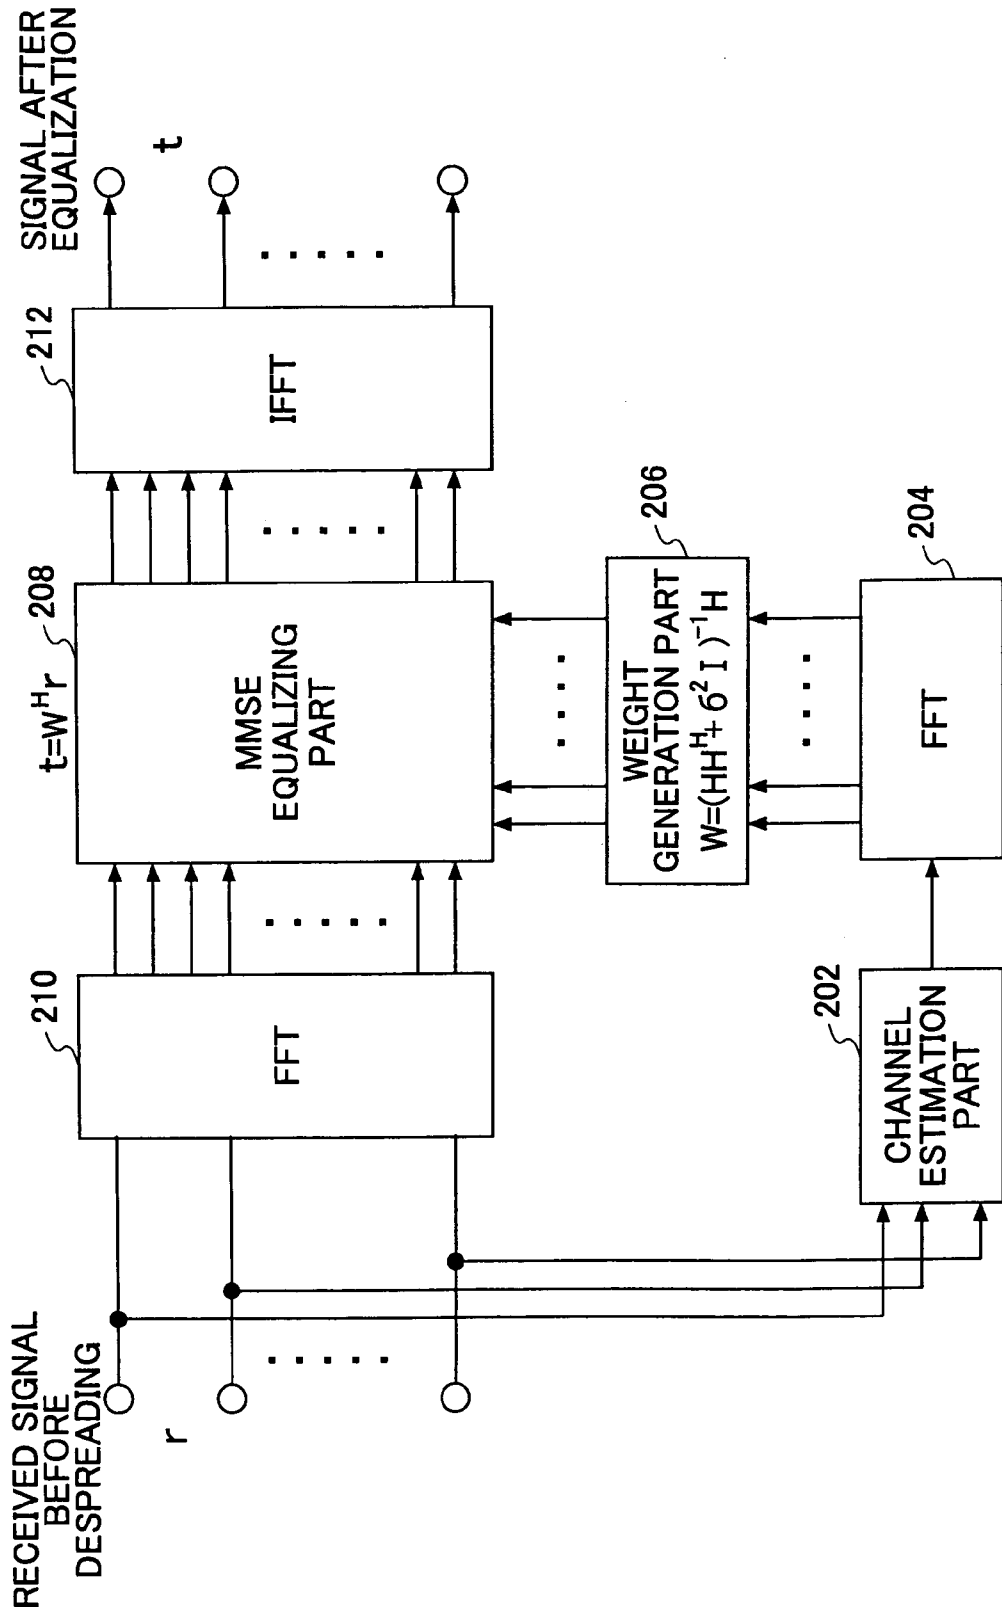 RECEIVED SIGNAL
BEFORE
DESPREADING
r
210
FFT
t=W^H r
208
MMSE
EQUALIZING
PART
212
IFFT
SIGNAL AFTER
EQUALIZATION
t
206
WEIGHT
GENERATION PART
W=(HH^H+6^2 I)^-1 H
202
CHANNEL
ESTIMATION
PART
204
FFT